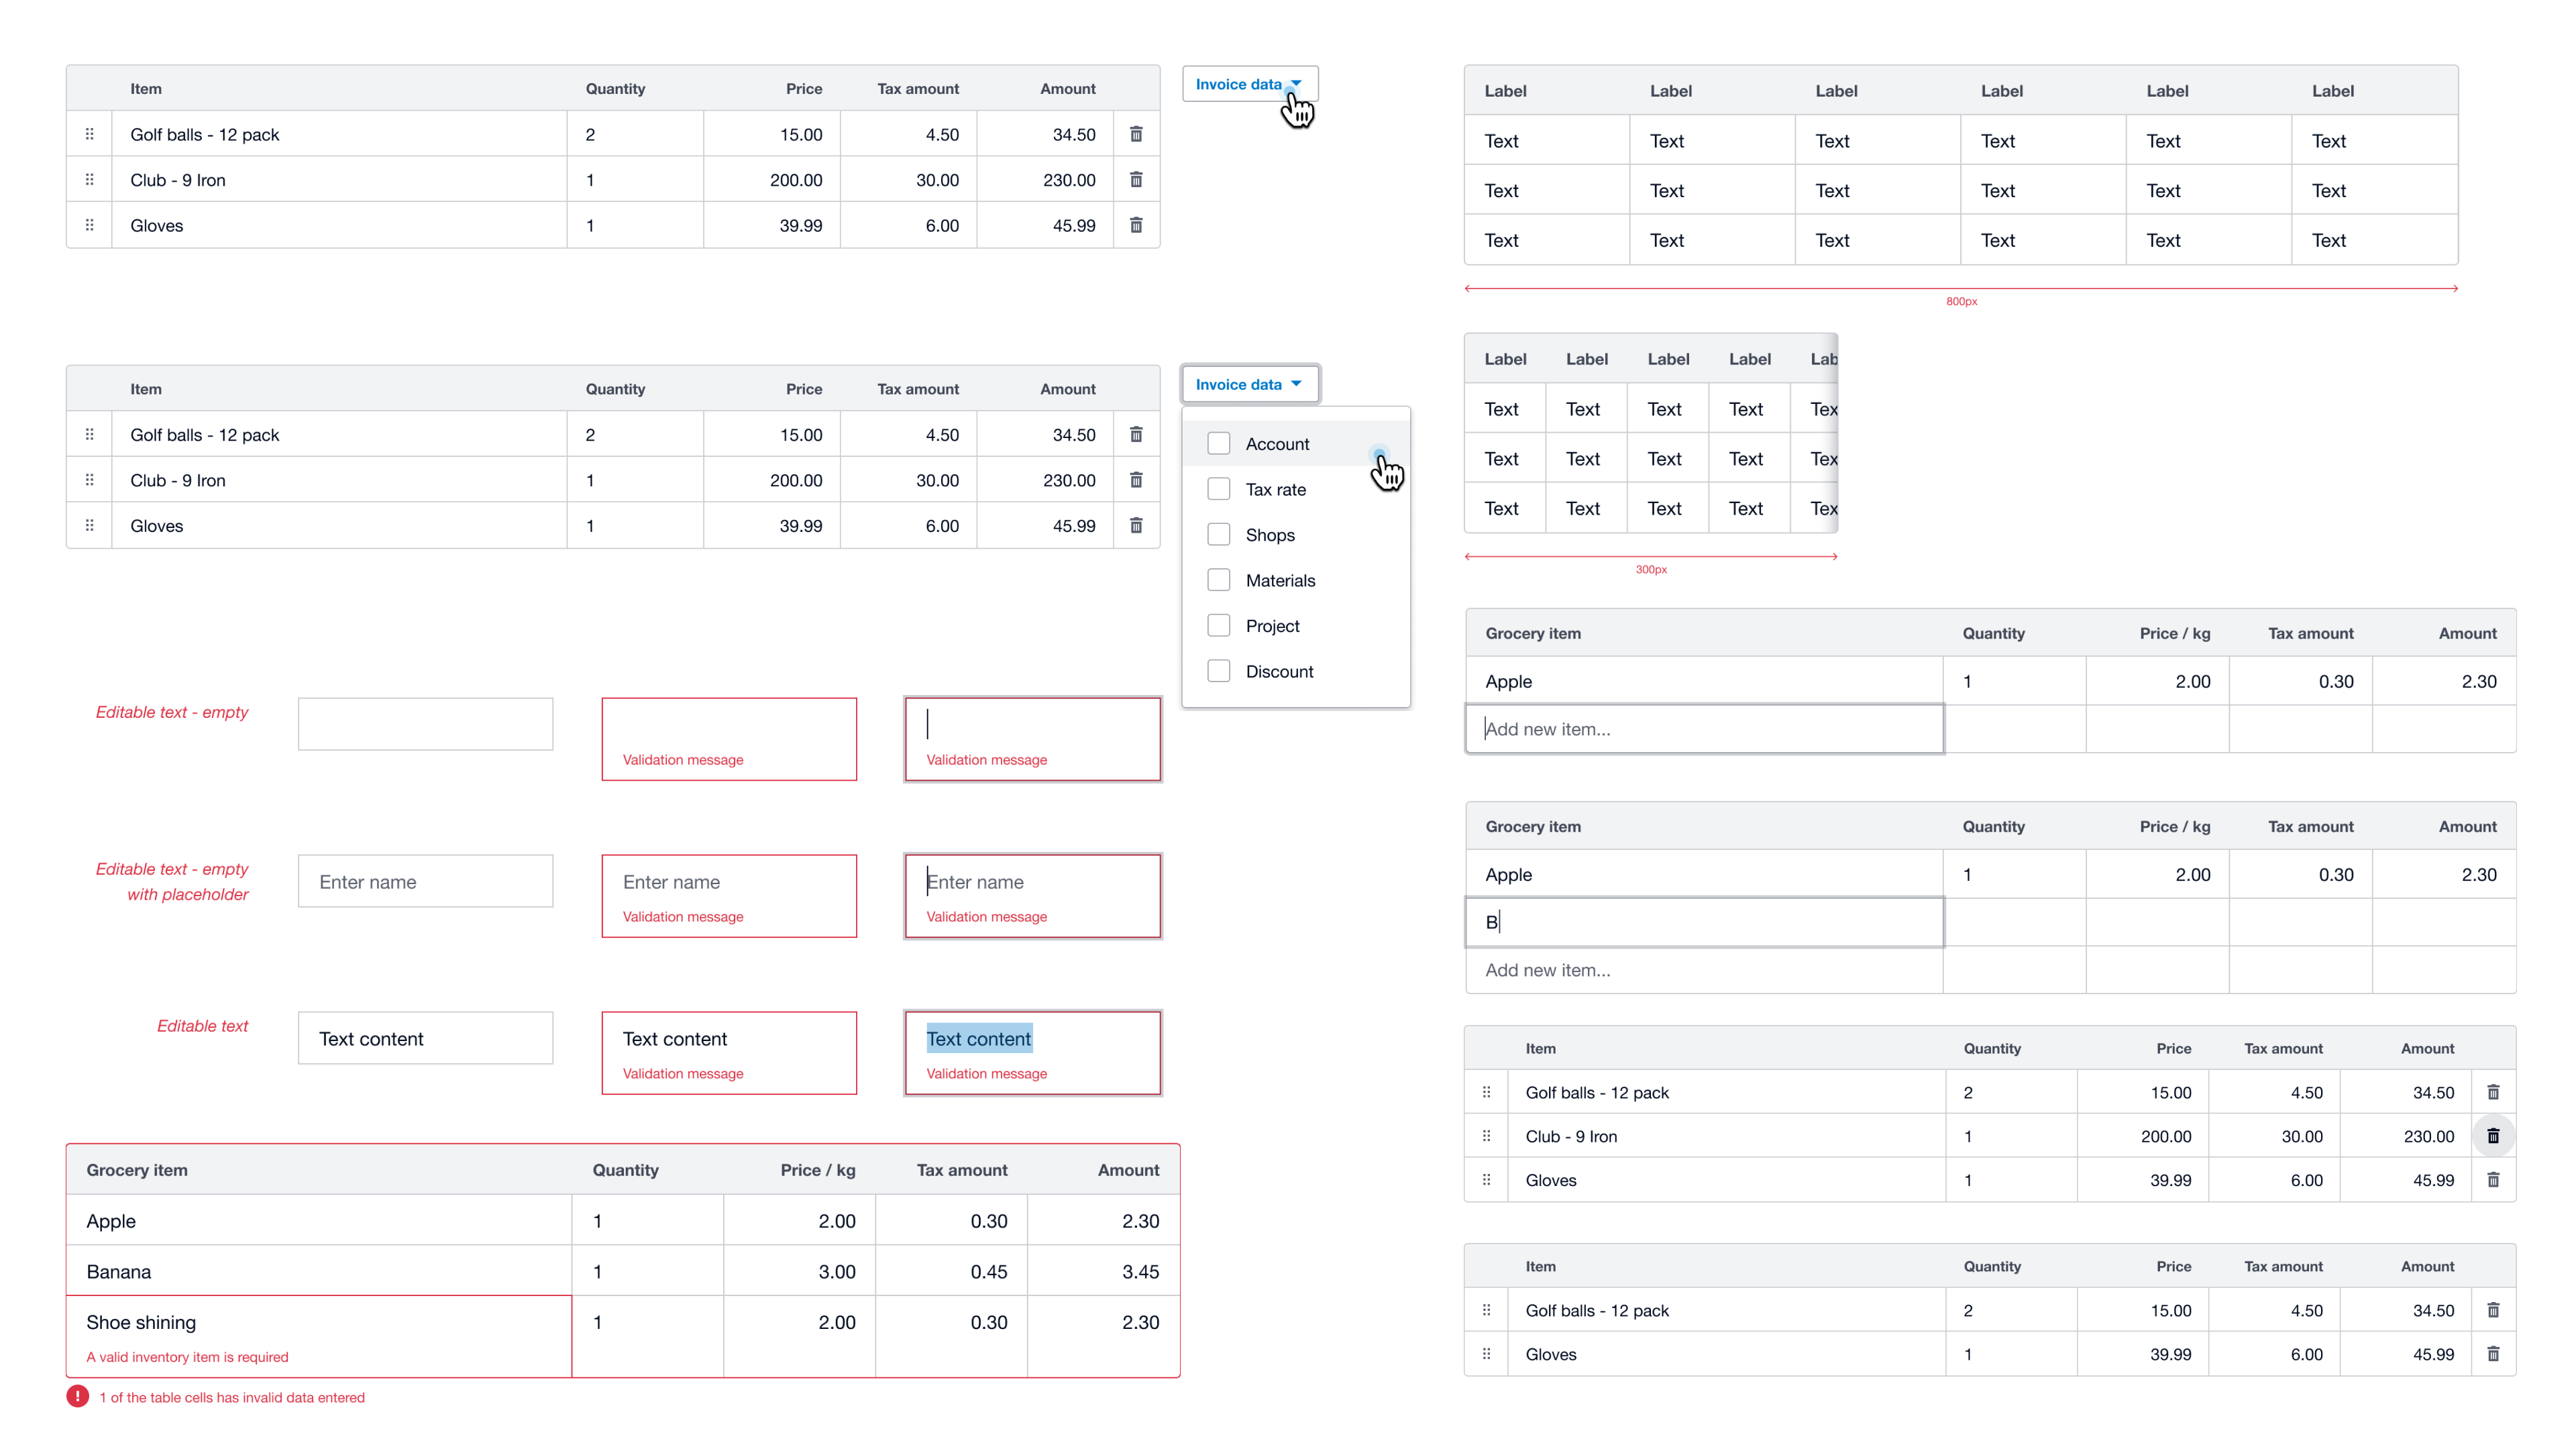 Item Quantity Price Tax amount Amount
Golf balls - 12 pack 2 15.00 4.50 34.50
Club - 9 Iron 1 200.00 30.00 230.00
Gloves 1 39.99 6.00 45.99
Invoice data
Item Quantity Price Tax amount Amount
Golf balls - 12 pack 2 15.00 4.50 34.50
Club - 9 Iron 1 200.00 30.00 230.00
Gloves 1 39.99 6.00 45.99
Invoice data
Account
Tax rate
Shops
Materials
Project
Discount
Editable text - empty
Validation message
Validation message
Editable text - empty
with placeholder
Enter name
Enter name
Validation message
Enter name
Validation message
Editable text
Text content
Text content
Validation message
Text content
Validation message
Grocery item Quantity Price / kg Tax amount Amount
Apple 1 2.00 0.30 2.30
Banana 1 3.00 0.45 3.45
Shoe shining 1 2.00 0.30 2.30
A valid inventory item is required
! 1 of the table cells has invalid data entered
Label Label Label Label Label Label
Text Text Text Text Text Text
Text Text Text Text Text Text
Text Text Text Text Text Text
800px
Label Label Label Label Lab
Text Text Text Text Tex
Text Text Text Text Tex
Text Text Text Text Tex
300px
Grocery item Quantity Price / kg Tax amount Amount
Apple 1 2.00 0.30 2.30
Add new item...
Grocery item Quantity Price / kg Tax amount Amount
Apple 1 2.00 0.30 2.30
B
Add new item...
Item Quantity Price Tax amount Amount
Golf balls - 12 pack 2 15.00 4.50 34.50
Club - 9 Iron 1 200.00 30.00 230.00
Gloves 1 39.99 6.00 45.99
Item Quantity Price Tax amount Amount
Golf balls - 12 pack 2 15.00 4.50 34.50
Gloves 1 39.99 6.00 45.99